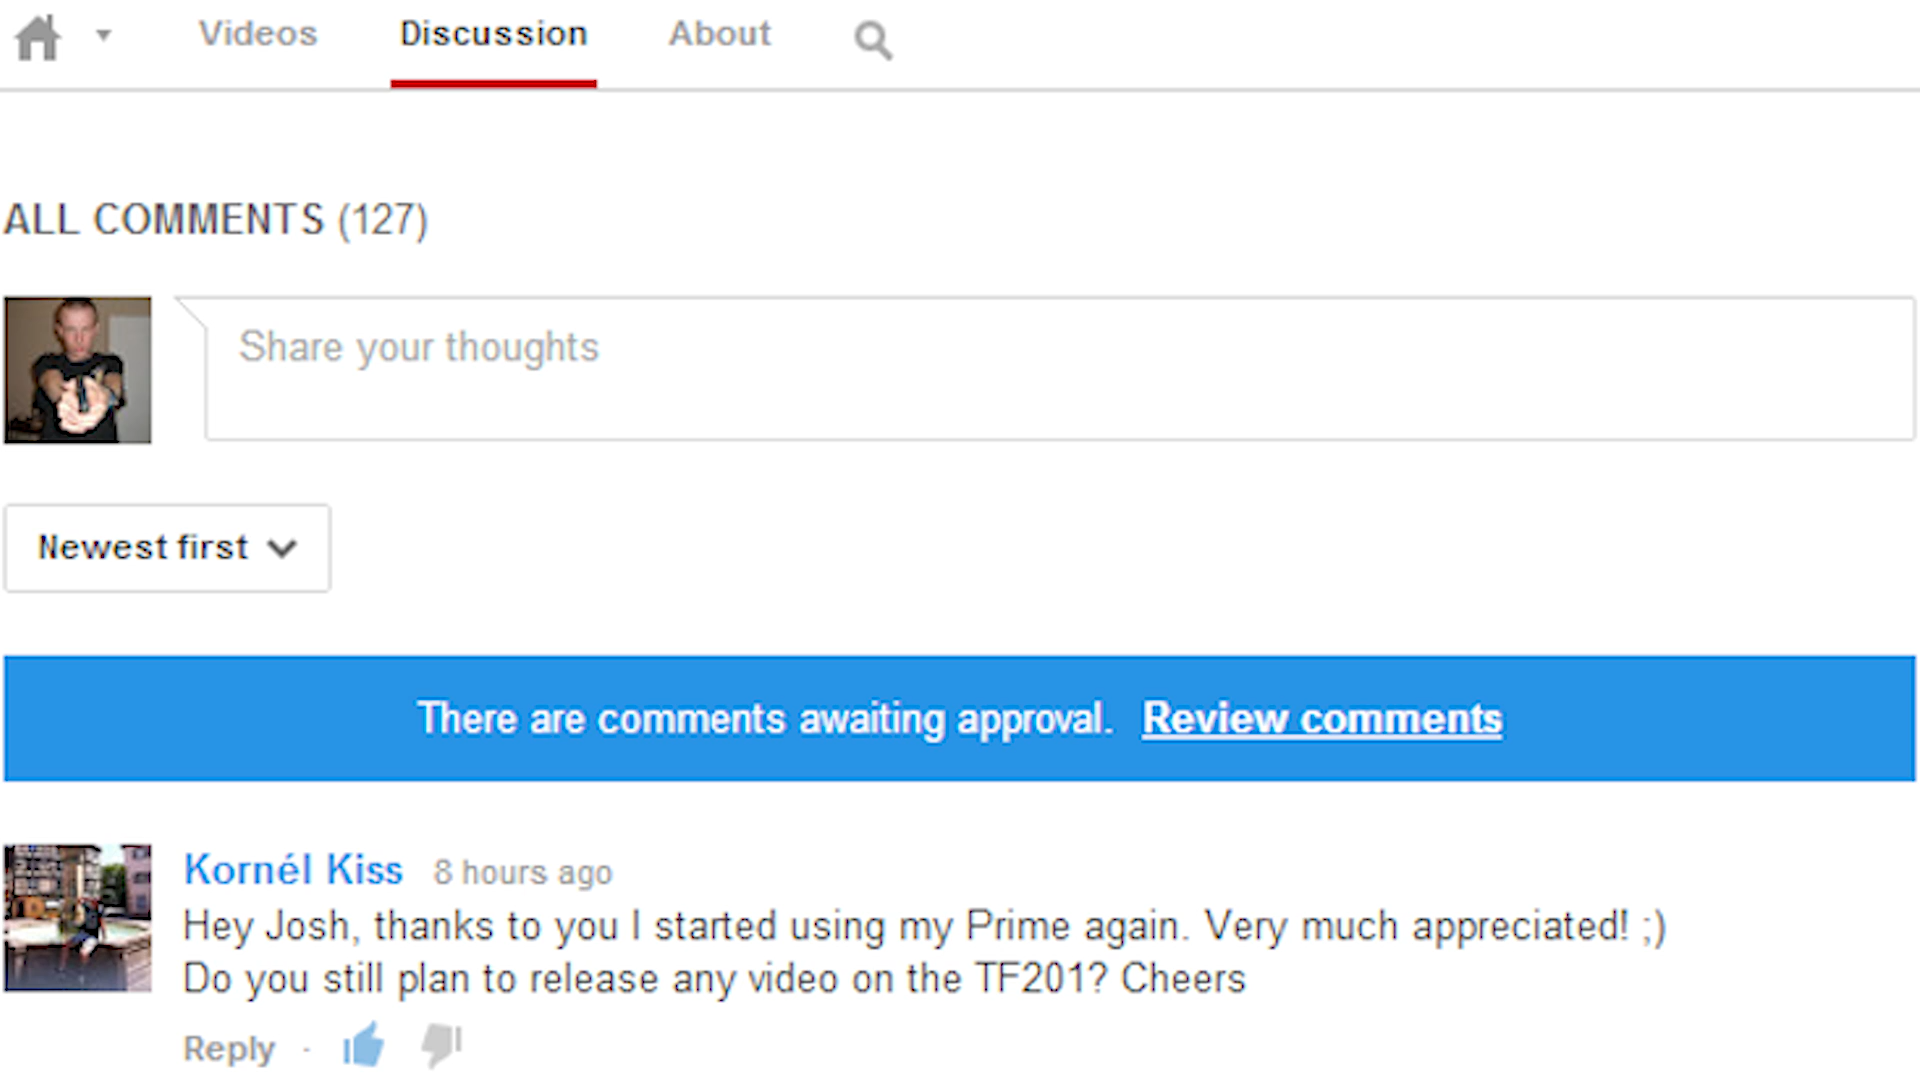 Videos Discussion About
ALL COMMENTS (127)
Share your thoughts
Newest first
There are comments awaiting approval. Review comments
Kornél Kiss 8 hours ago
Hey Josh, thanks to you I started using my Prime again. Very much appreciated! ;)
Do you still plan to release any video on the TF201? Cheers
Reply ·